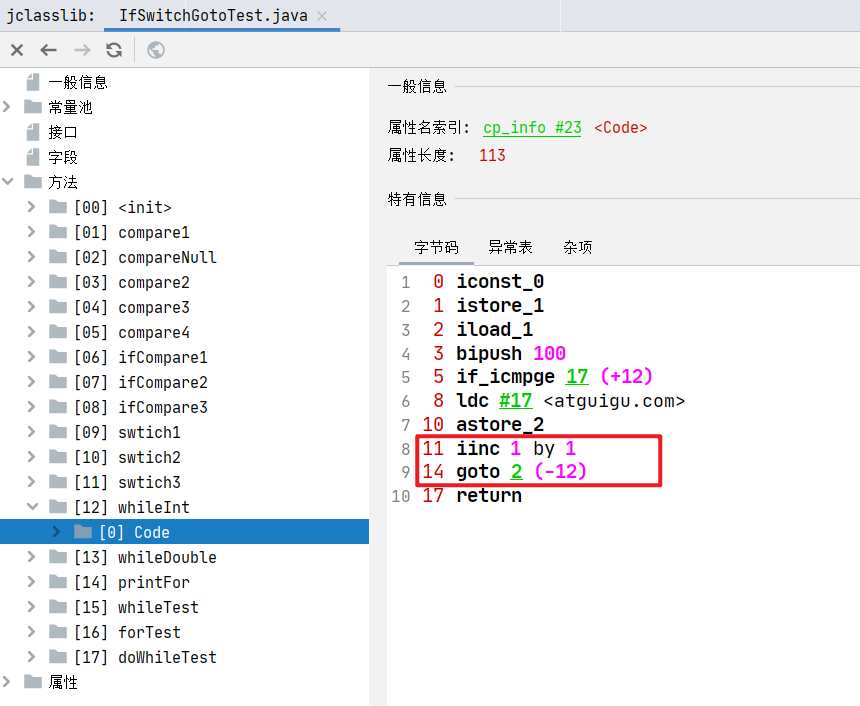 jclasslib: IfSwitchGotoTest.java
一般信息
常量池
接口
字段
方法
[00] <init>
[01] compare1
[02] compareNull
[03] compare2
[04] compare3
[05] compare4
[06] ifCompare1
[07] ifCompare2
[08] ifCompare3
[09] swtich1
[10] swtich2
[11] swtich3
[12] whileInt
[0] Code
[13] whileDouble
[14] printFor
[15] whileTest
[16] forTest
[17] doWhileTest
属性
一般信息
属性名索引: cp_info #23 <Code>
属性长度: 113
特有信息
字节码 异常表 杂项
1 0 iconst_0
2 1 istore_1
3 2 iload_1
4 3 bipush 100
5 5 if_icmpge 17 (+12)
6 8 ldc #17 <atguigu.com>
7 10 astore_2
8 11 iinc 1 by 1
9 14 goto 2 (-12)
10 17 return